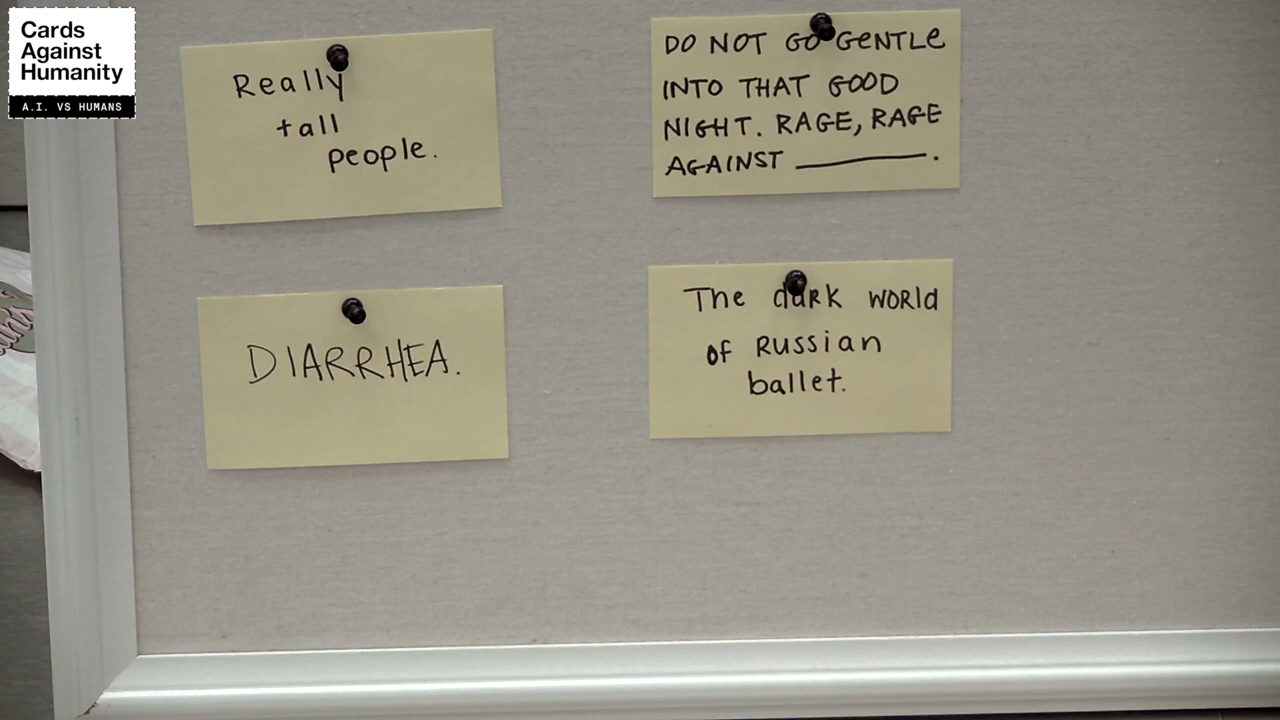 Cards
Against
Humanity
A.I. VS HUMANS
Really
tall
people.
DO NOT GO GENTLE
INTO THAT GOOD
NIGHT. RAGE, RAGE
AGAINST ________.
DIARRHEA.
The dark world
of Russian
ballet.